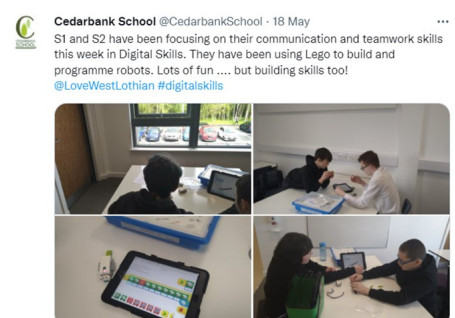 Cedarbank School @CedarbankSchool · 18 May
S1 and S2 have been focusing on their communication and teamwork skills
this week in Digital Skills. They have been using Lego to build and
programme robots. Lots of fun .... but building skills too!
@LoveWestLothian #digitalskills
CEDARBANK
SCHOOL